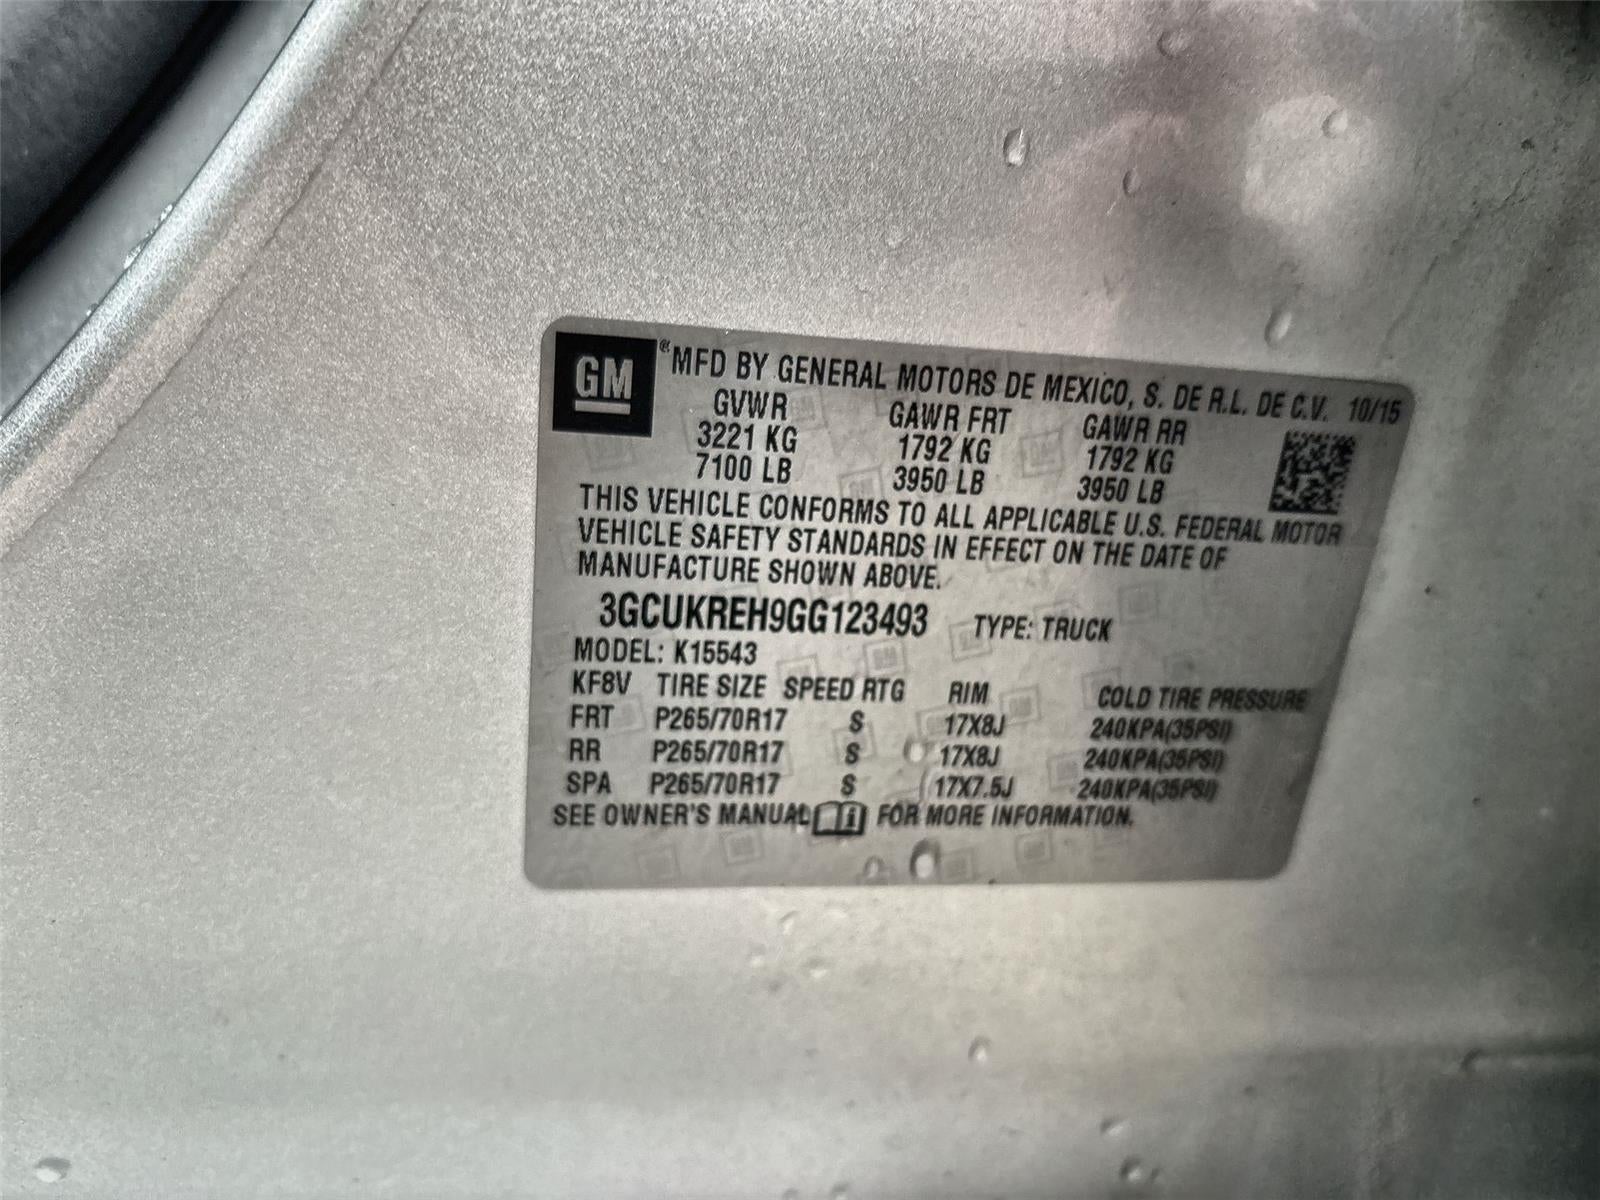 GM® MFD BY GENERAL MOTORS DE MEXICO, S. DE R.L. DE C.V. 10/15
GVWR GAWR FRT GAWR RR
3221 KG 1792 KG 1792 KG
7100 LB 3950 LB 3950 LB
THIS VEHICLE CONFORMS TO ALL APPLICABLE U.S. FEDERAL MOTOR
VEHICLE SAFETY STANDARDS IN EFFECT ON THE DATE OF
MANUFACTURE SHOWN ABOVE.
3GCUKREH9GG123493 TYPE: TRUCK
MODEL: K15543
KF8V TIRE SIZE SPEED RTG RIM COLD TIRE PRESSURE
FRT P265/70R17 S 17X8J 240KPA(35PSI)
RR P265/70R17 S 17X8J 240KPA(35PSI)
SPA P265/70R17 S 17X7.5J 240KPA(35PSI)
SEE OWNER'S MANUAL i FOR MORE INFORMATION.